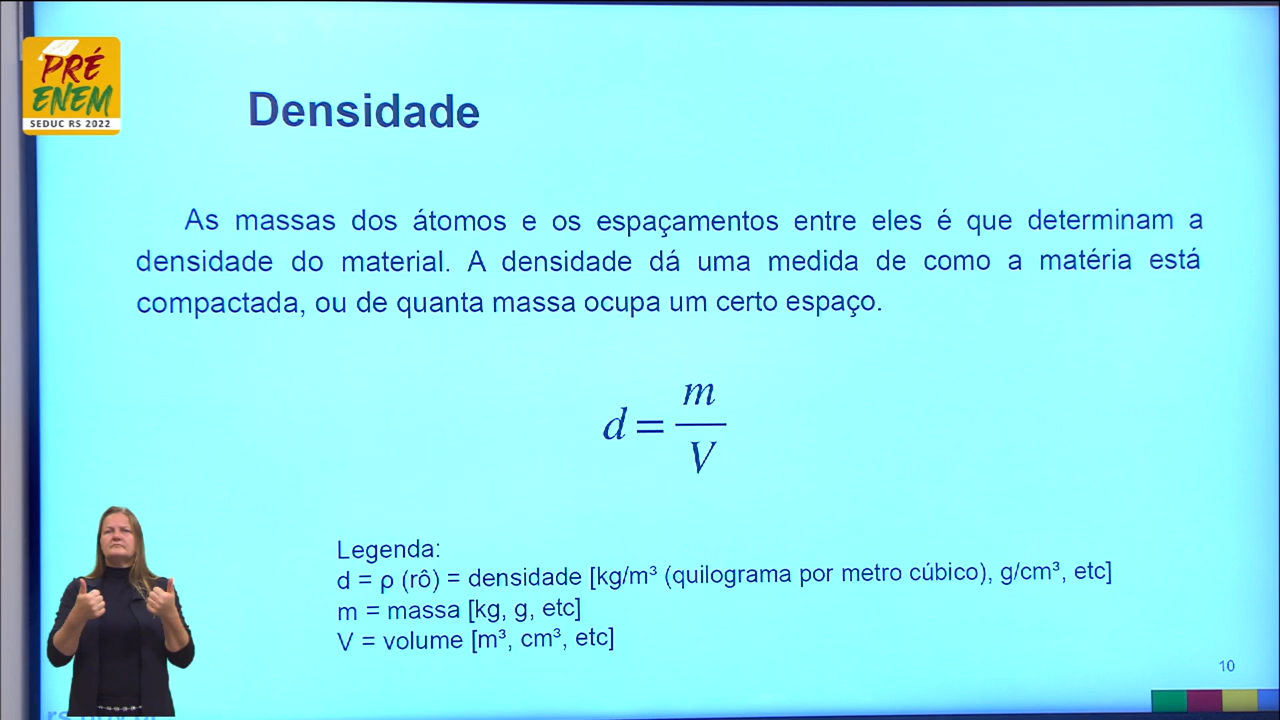 PRÉ
ENEM
SEDUC RS 2022
Densidade
As massas dos átomos e os espaçamentos entre eles é que determinam a
densidade do material. A densidade dá uma medida de como a matéria está
compactada, ou de quanta massa ocupa um certo espaço.
d = m/V
Legenda:
d = ρ (rô) = densidade [kg/m³ (quilograma por metro cúbico), g/cm³, etc]
m = massa [kg, g, etc]
V = volume [m³, cm³, etc]
10